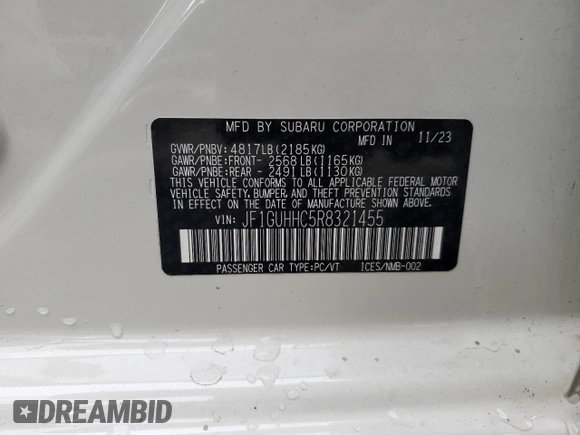 MFD BY SUBARU CORPORATION
MFD IN 11/23
GVWR/PNBV: 4817LB(2185KG)
GAWR/PNBE:FRONT- 2568LB(1165KG)
GAWR/PNBE:REAR - 2491LB(1130KG)
THIS VEHICLE CONFORMS TO ALL APPLICABLE FEDERAL MOTOR
VEHICLE SAFETY,BUMPER, AND THEFT PREVENTION STANDARDS
IN EFFECT ON THE DATE OF MANUFACTURE SHOWN ABOVE.
VIN: JF1GUHHC5R8321455
PASSENGER CAR TYPE:PC/VT ICES/NMB-002
DREAMBID